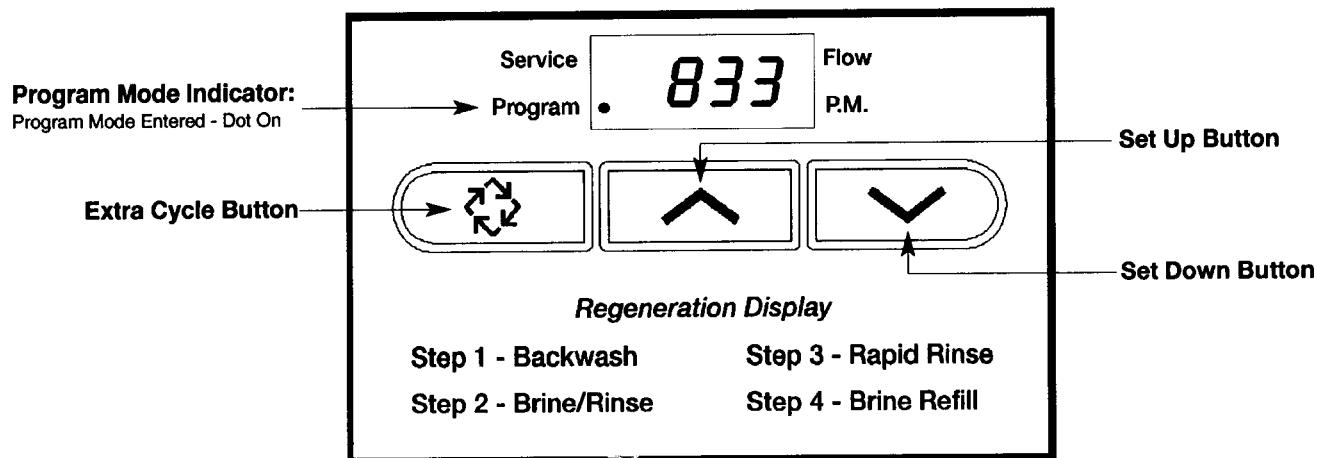 Service
833
Flow
Program Mode Indicator:
Program Mode Entered - Dot On
Program
P.M.
Set Up Button
Extra Cycle Button
Set Down Button
Regeneration Display
Step 1 - Backwash
Step 3 - Rapid Rinse
Step 2 - Brine/Rinse
Step 4 - Brine Refill